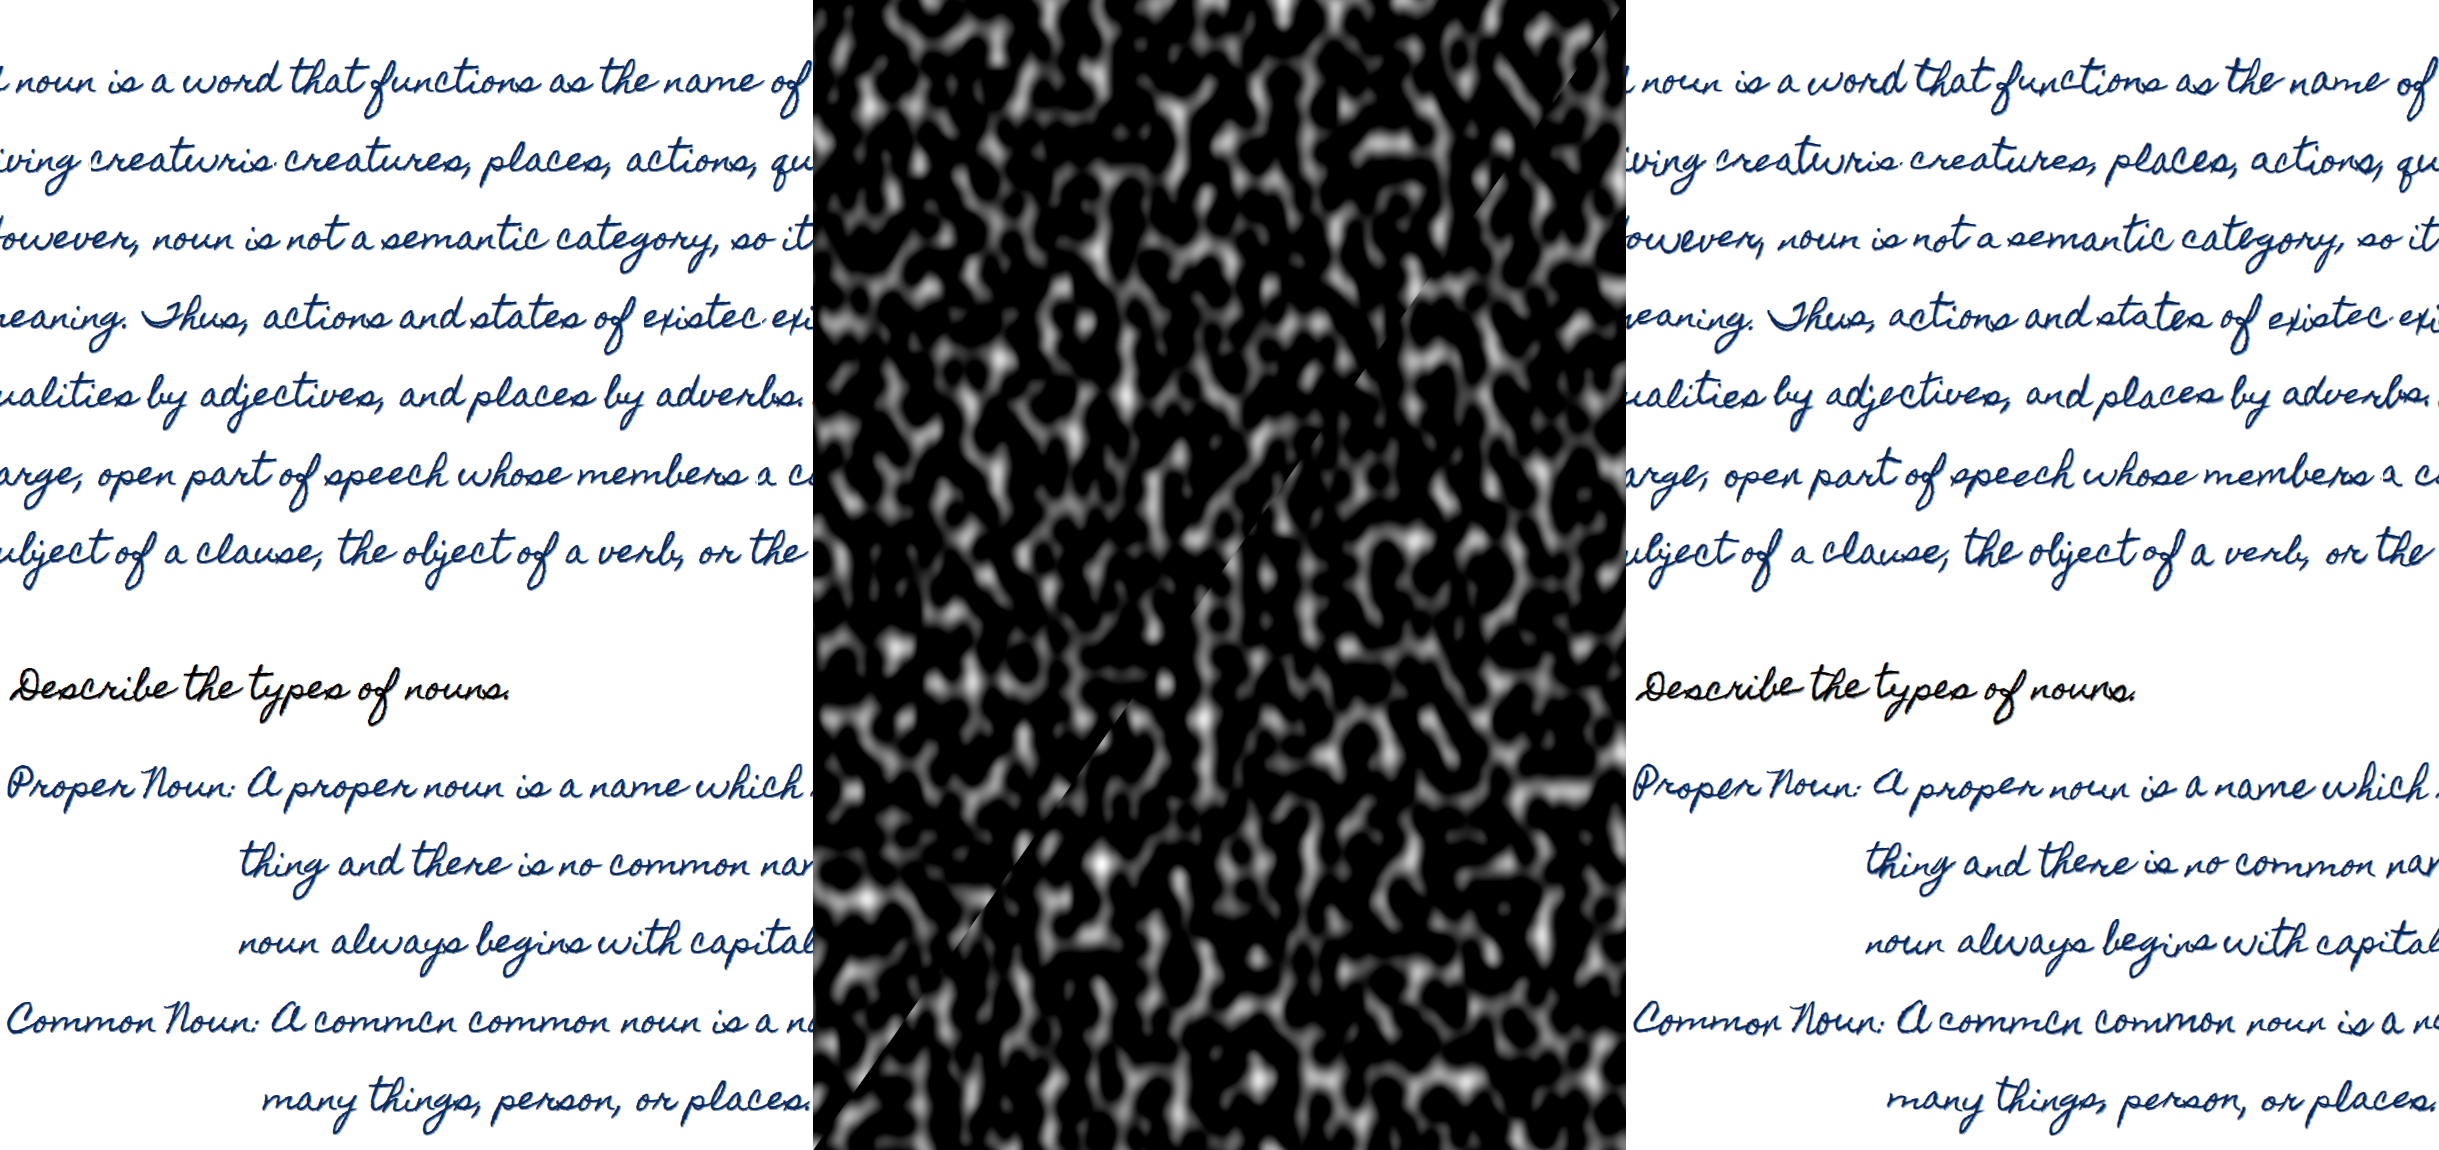 noun is a word that functions as the name of
iving creatwris creatures, places, actions, qu
owever, noun is not a semantic category, so it
eaning. Thus, actions and states of existec exi
ualities by adjectives, and places by adverbs.
arge, open part of speech whose members a c
ubject of a clause, the object of a verb, or the
Describe the types of nouns.
Proper Noun: A proper noun is a name which
thing and there is no common nar
noun always begins with capital
Common Noun: A commcn common noun is a n
many things, person, or places.
noun is a word that functions as the name of
iving creatwris creatures, places, actions, qu
owever, noun is not a semantic category, so it
eaning. Thus, actions and states of existec exi
ualities by adjectives, and places by adverbs.
arge, open part of speech whose members a c
ubject of a clause, the object of a verb, or the
Describe the types of nouns.
Proper Noun: A proper noun is a name which
thing and there is no common nar
noun always begins with capital
Common Noun: A commcn common noun is a n
many things, person, or places.